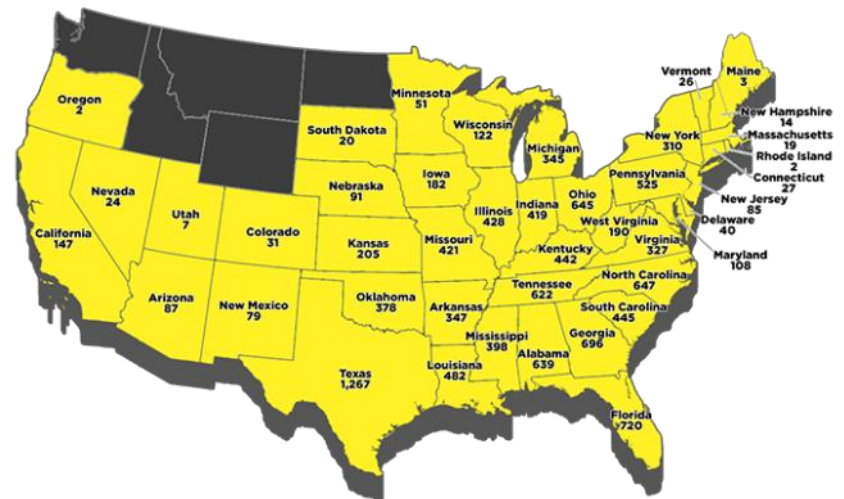 Vermont
26
Maine
3
Minnesota
51
Oregon
2
New Hampshire
14
Wisconsin
122
South Dakota
20
New York
310
Massachusetts
19
Michigan
345
Rhode Island
2
Pennsylvania
525
Connecticut
27
Iowa
182
Nebraska
91
Nevada
24
Ohio
645
New Jersey
85
Indiana
419
Illinois
428
Utah
7
West Virginia
190
Delaware
40
Colorado
31
California
147
Missouri
421
Virginia
327
Kansas
205
Kentucky
442
Maryland
108
North Carolina
647
Tennessee
622
Arizona
87
Oklahoma
378
New Mexico
79
Arkansas
347
South Carolina
445
Georgia
696
Mississippi
398
Alabama
639
Louisiana
482
Texas
1,267
Florida
720